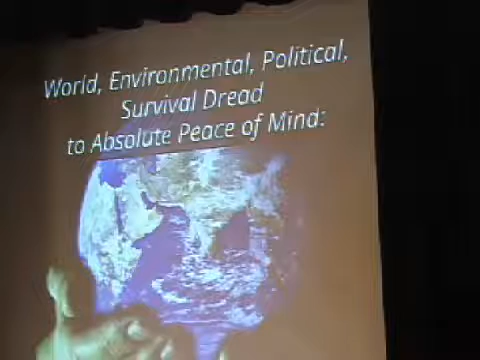 World, Environmental, Political,
Survival Dread
to Absolute Peace of Mind: